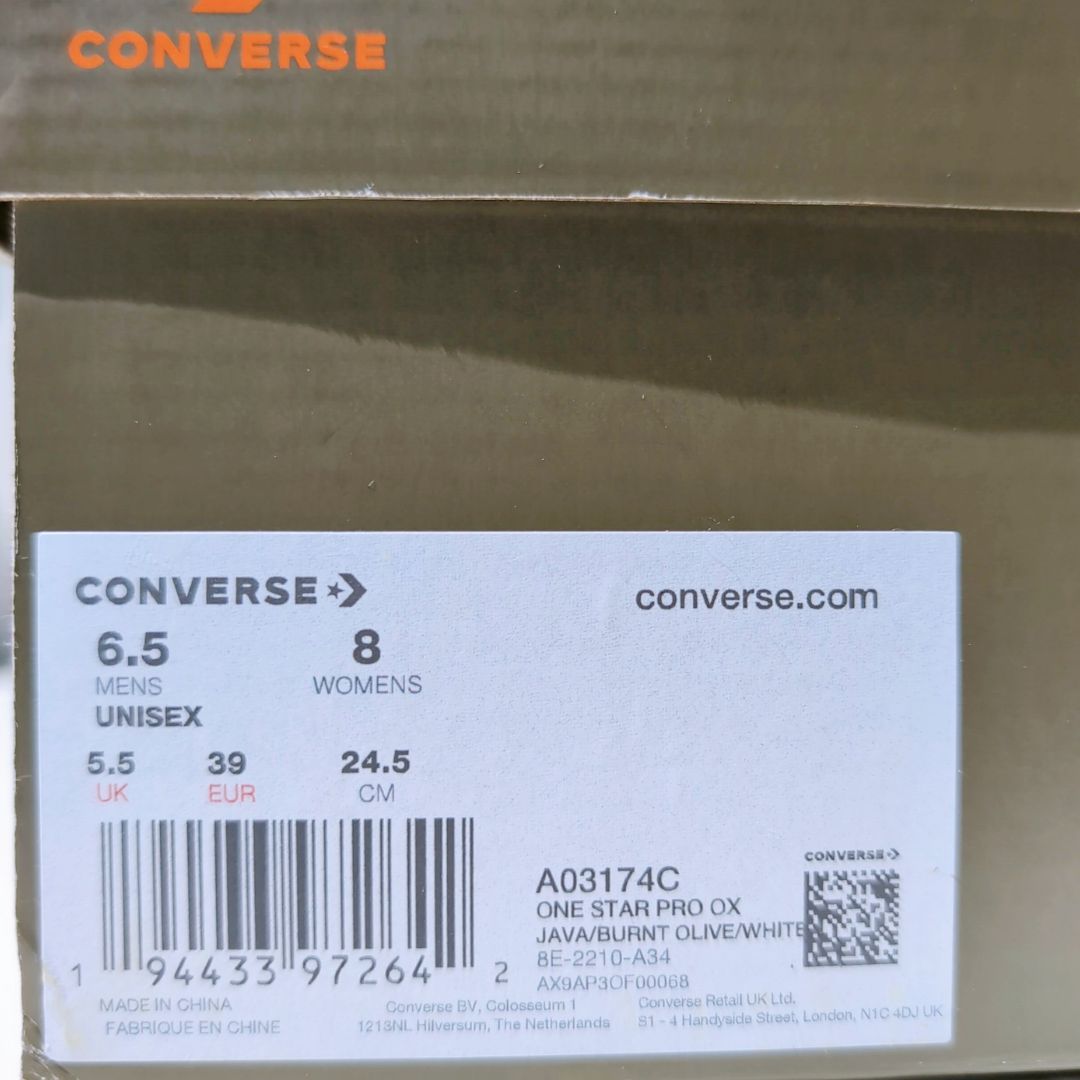 CONVERSE
CONVERSE
converse.com
6.5 8
MENS WOMENS
UNISEX
5.5 39 24.5
UK EUR CM
CONVERSE
A03174C
ONE STAR PRO OX
JAVA/BURNT OLIVE/WHITE
8E-2210-A34
AX9AP3OF00068
1 94433 97264 2
MADE IN CHINA
FABRIQUE EN CHINE
Converse BV, Colosseum 1
1213NL Hilversum, The Netherlands
Converse Retail UK Ltd.
S1 - 4 Handyside Street, London, N1C 4DJ UK